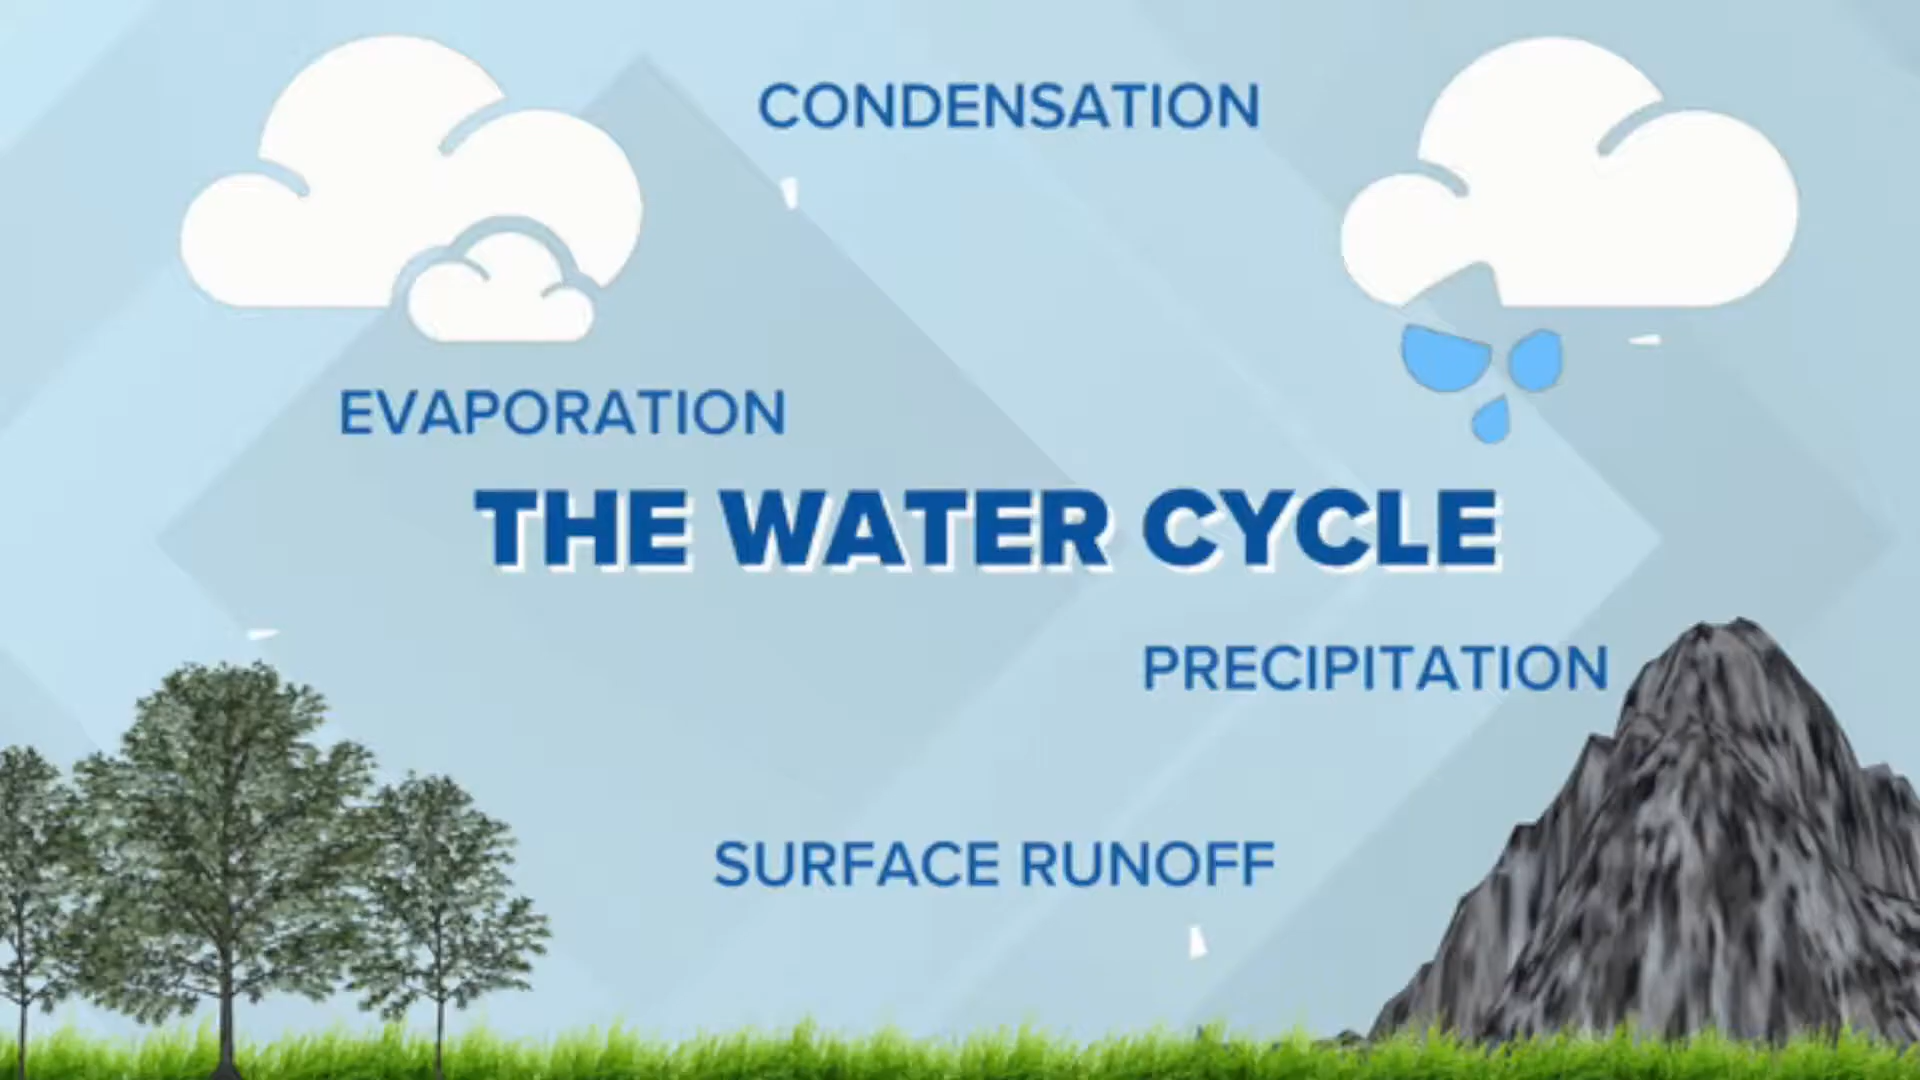 CONDENSATION
EVAPORATION
THE WATER CYCLE
PRECIPITATION
SURFACE RUNOFF